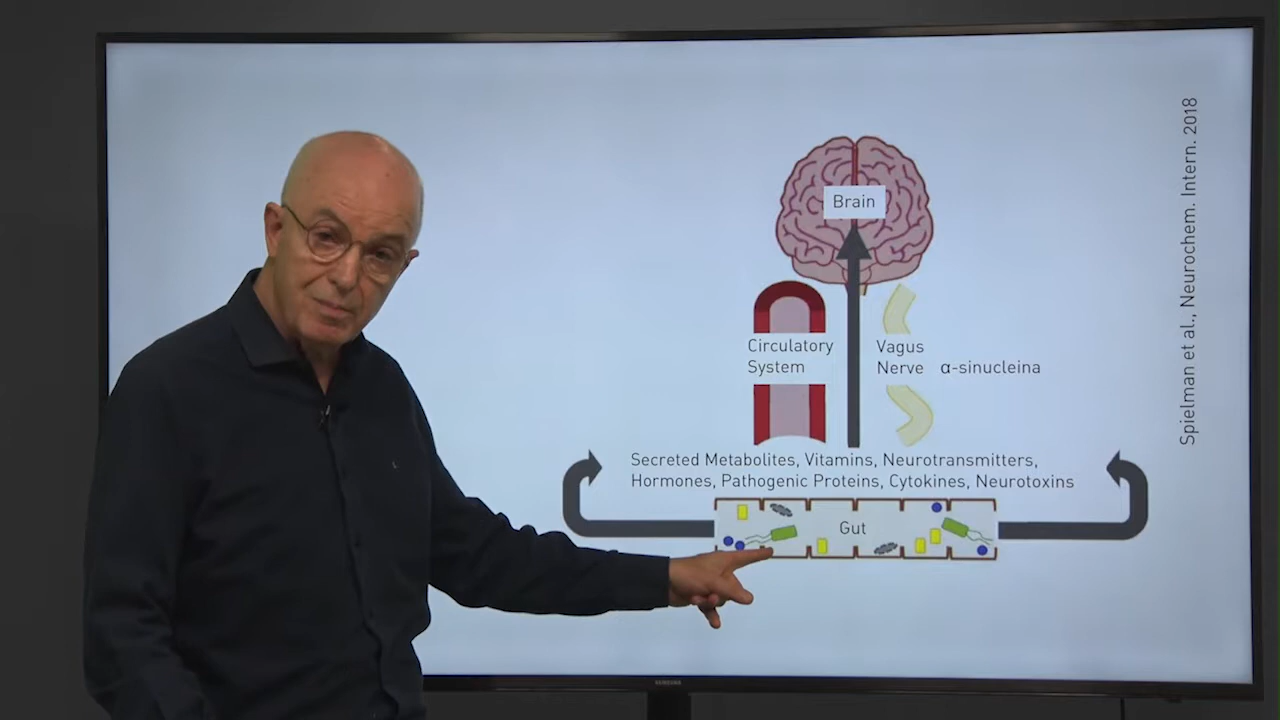 Brain
Circulatory
System
Vagus
Nerve
α-sinucleina
Secreted Metabolites, Vitamins, Neurotransmitters,
Hormones, Pathogenic Proteins, Cytokines, Neurotoxins
Gut
Spielman et al., Neurochem. Intern. 2018
SAMSUNG